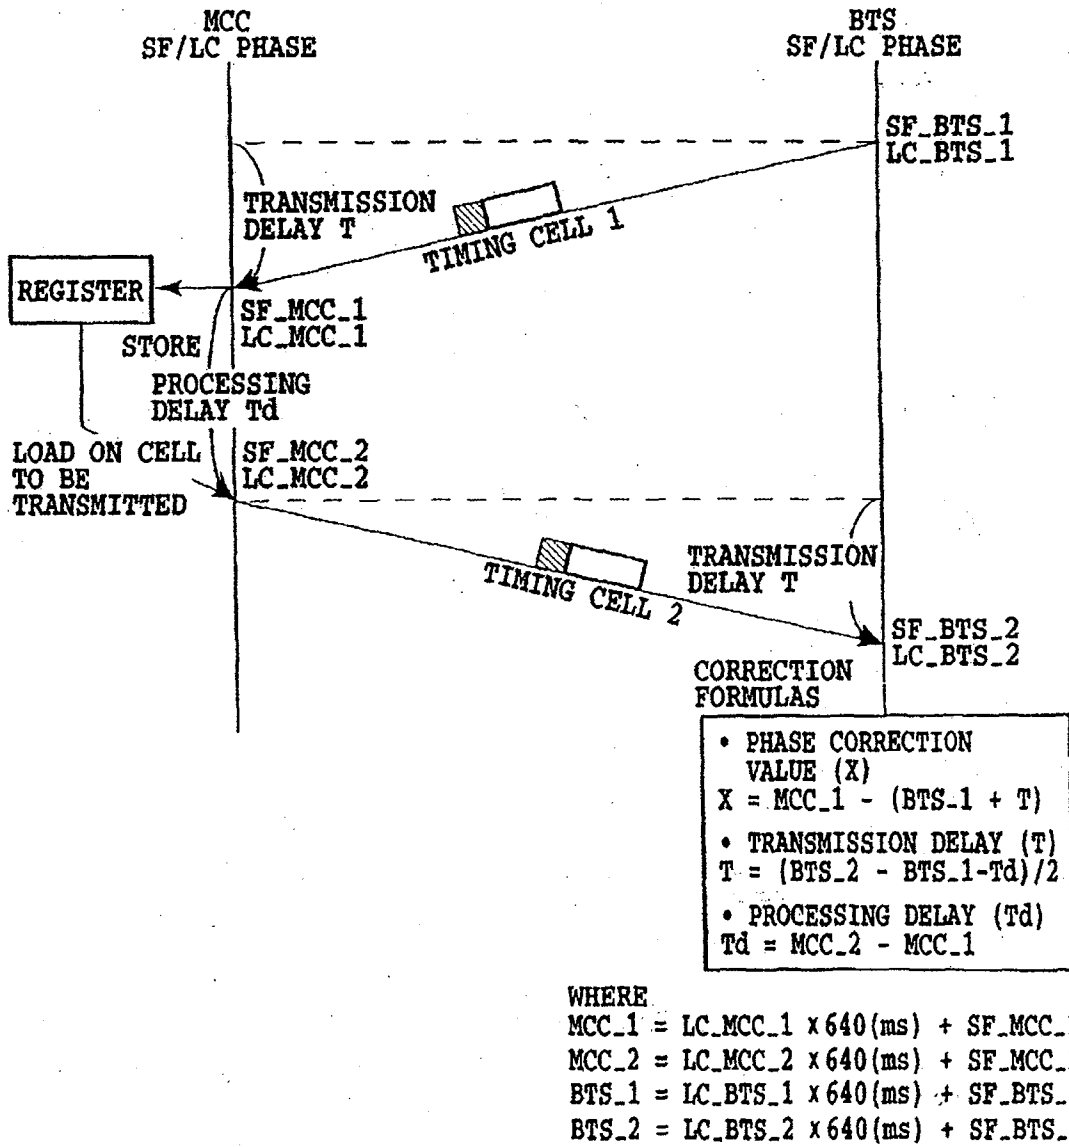 MCC
SF/LC PHASE
BTS
SF/LC PHASE
SF_BTS_1
LC_BTS_1
TRANSMISSION
DELAY T
TIMING CELL 1
REGISTER
SF_MCC_1
LC_MCC_1
STORE
PROCESSING
DELAY Td
LOAD ON CELL
TO BE
TRANSMITTED
SF_MCC_2
LC_MCC_2
TIMING CELL 2
TRANSMISSION
DELAY T
SF_BTS_2
LC_BTS_2
CORRECTION
FORMULAS
• PHASE CORRECTION
VALUE (X)
X = MCC_1 - (BTS_1 + T)
• TRANSMISSION DELAY (T)
T = (BTS_2 - BTS_1-Td)/2
• PROCESSING DELAY (Td)
Td = MCC_2 - MCC_1
WHERE
MCC_1 = LC_MCC_1 x 640(ms) + SF_MCC_
MCC_2 = LC_MCC_2 x 640(ms) + SF_MCC_
BTS_1 = LC_BTS_1 x 640(ms) + SF_BTS_
BTS_2 = LC_BTS_2 x 640(ms) + SF_BTS_